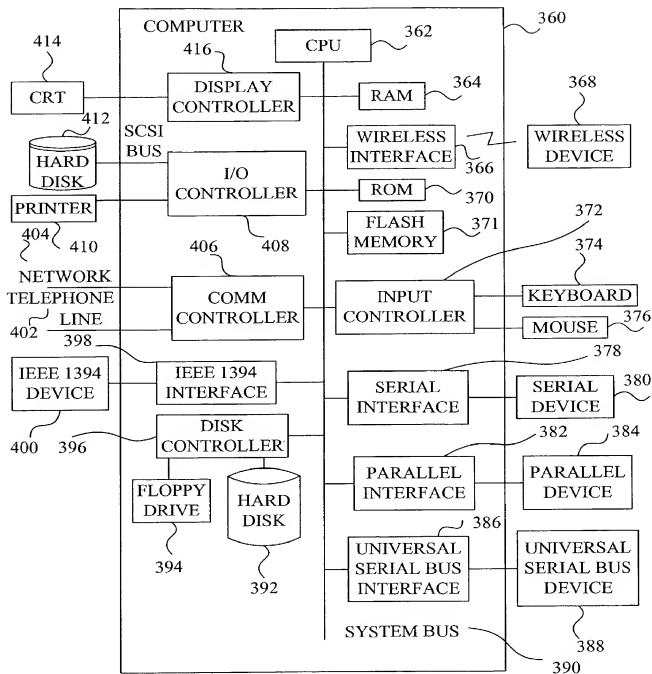 COMPUTER
360
414
416
CPU
362
CRT
DISPLAY
CONTROLLER
RAM
364
368
412
SCSI
BUS
WIRELESS
INTERFACE
366
WIRELESS
DEVICE
HARD
DISK
I/O
CONTROLLER
ROM
370
PRINTER
410
408
FLASH
MEMORY
371
372
404
406
374
NETWORK
COMM
CONTROLLER
INPUT
CONTROLLER
KEYBOARD
TELEPHONE
LINE
402
MOUSE
376
398
378
IEEE 1394
DEVICE
IEEE 1394
INTERFACE
SERIAL
INTERFACE
SERIAL
DEVICE
380
400
396
DISK
CONTROLLER
382
384
PARALLEL
INTERFACE
PARALLEL
DEVICE
FLOPPY
DRIVE
HARD
DISK
394
392
386
UNIVERSAL
SERIAL BUS
INTERFACE
UNIVERSAL
SERIAL BUS
DEVICE
388
SYSTEM BUS
390